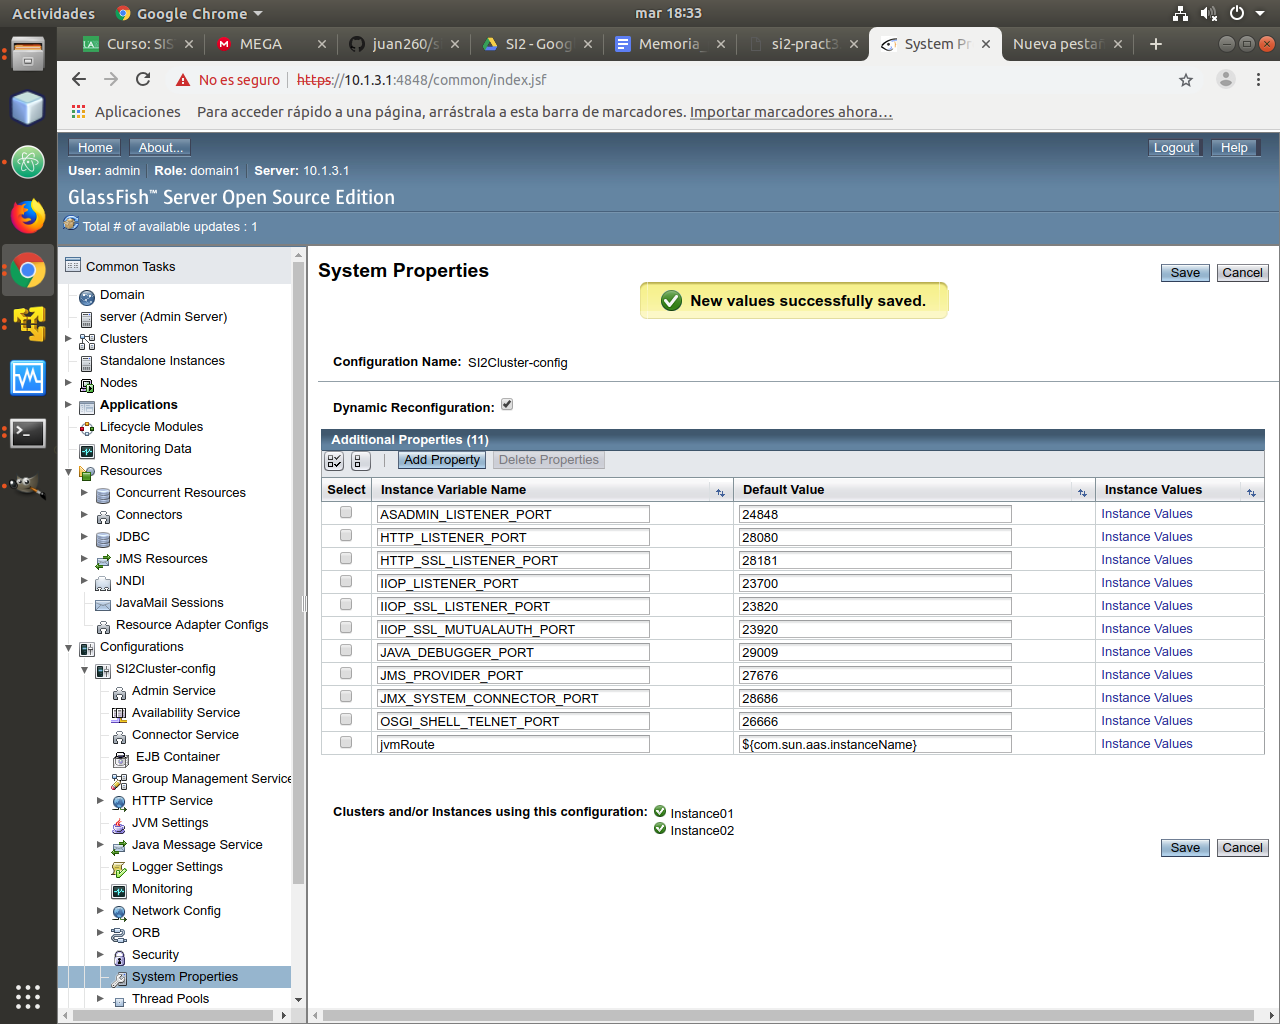 Actividades
Google Chrome
mar 18:33
Curso: SIS
MEGA
juan260/s
SI2 - Goog
Memoria_
si2-pract3
System Pr
Nueva pestañ
No es seguro
https://10.1.3.1:4848/common/index.jsf
Aplicaciones
Para acceder rápido a una página, arrástrala a esta barra de marcadores. Importar marcadores ahora…
Home
About...
Logout
Help
User: admin
Role: domain1
Server: 10.1.3.1
GlassFish™ Server Open Source Edition
Total # of available updates : 1
Common Tasks
Domain
server (Admin Server)
Clusters
Standalone Instances
Nodes
Applications
Lifecycle Modules
Monitoring Data
Resources
Concurrent Resources
Connectors
JDBC
JMS Resources
JNDI
JavaMail Sessions
Resource Adapter Configs
Configurations
SI2Cluster-config
Admin Service
Availability Service
Connector Service
EJB Container
Group Management Service
HTTP Service
JVM Settings
Java Message Service
Logger Settings
Monitoring
Network Config
ORB
Security
System Properties
Thread Pools
System Properties
Save
Cancel
New values successfully saved.
Configuration Name: SI2Cluster-config
Dynamic Reconfiguration:
Additional Properties (11)
Add Property
Delete Properties
Select
Instance Variable Name
Default Value
Instance Values
ASADMIN_LISTENER_PORT 24848 Instance Values
HTTP_LISTENER_PORT 28080 Instance Values
HTTP_SSL_LISTENER_PORT 28181 Instance Values
IIOP_LISTENER_PORT 23700 Instance Values
IIOP_SSL_LISTENER_PORT 23820 Instance Values
IIOP_SSL_MUTUALAUTH_PORT 23920 Instance Values
JAVA_DEBUGGER_PORT 29009 Instance Values
JMS_PROVIDER_PORT 27676 Instance Values
JMX_SYSTEM_CONNECTOR_PORT 28686 Instance Values
OSGI_SHELL_TELNET_PORT 26666 Instance Values
jvmRoute ${com.sun.aas.instanceName} Instance Values
Clusters and/or Instances using this configuration: Instance01
Instance02
Save
Cancel